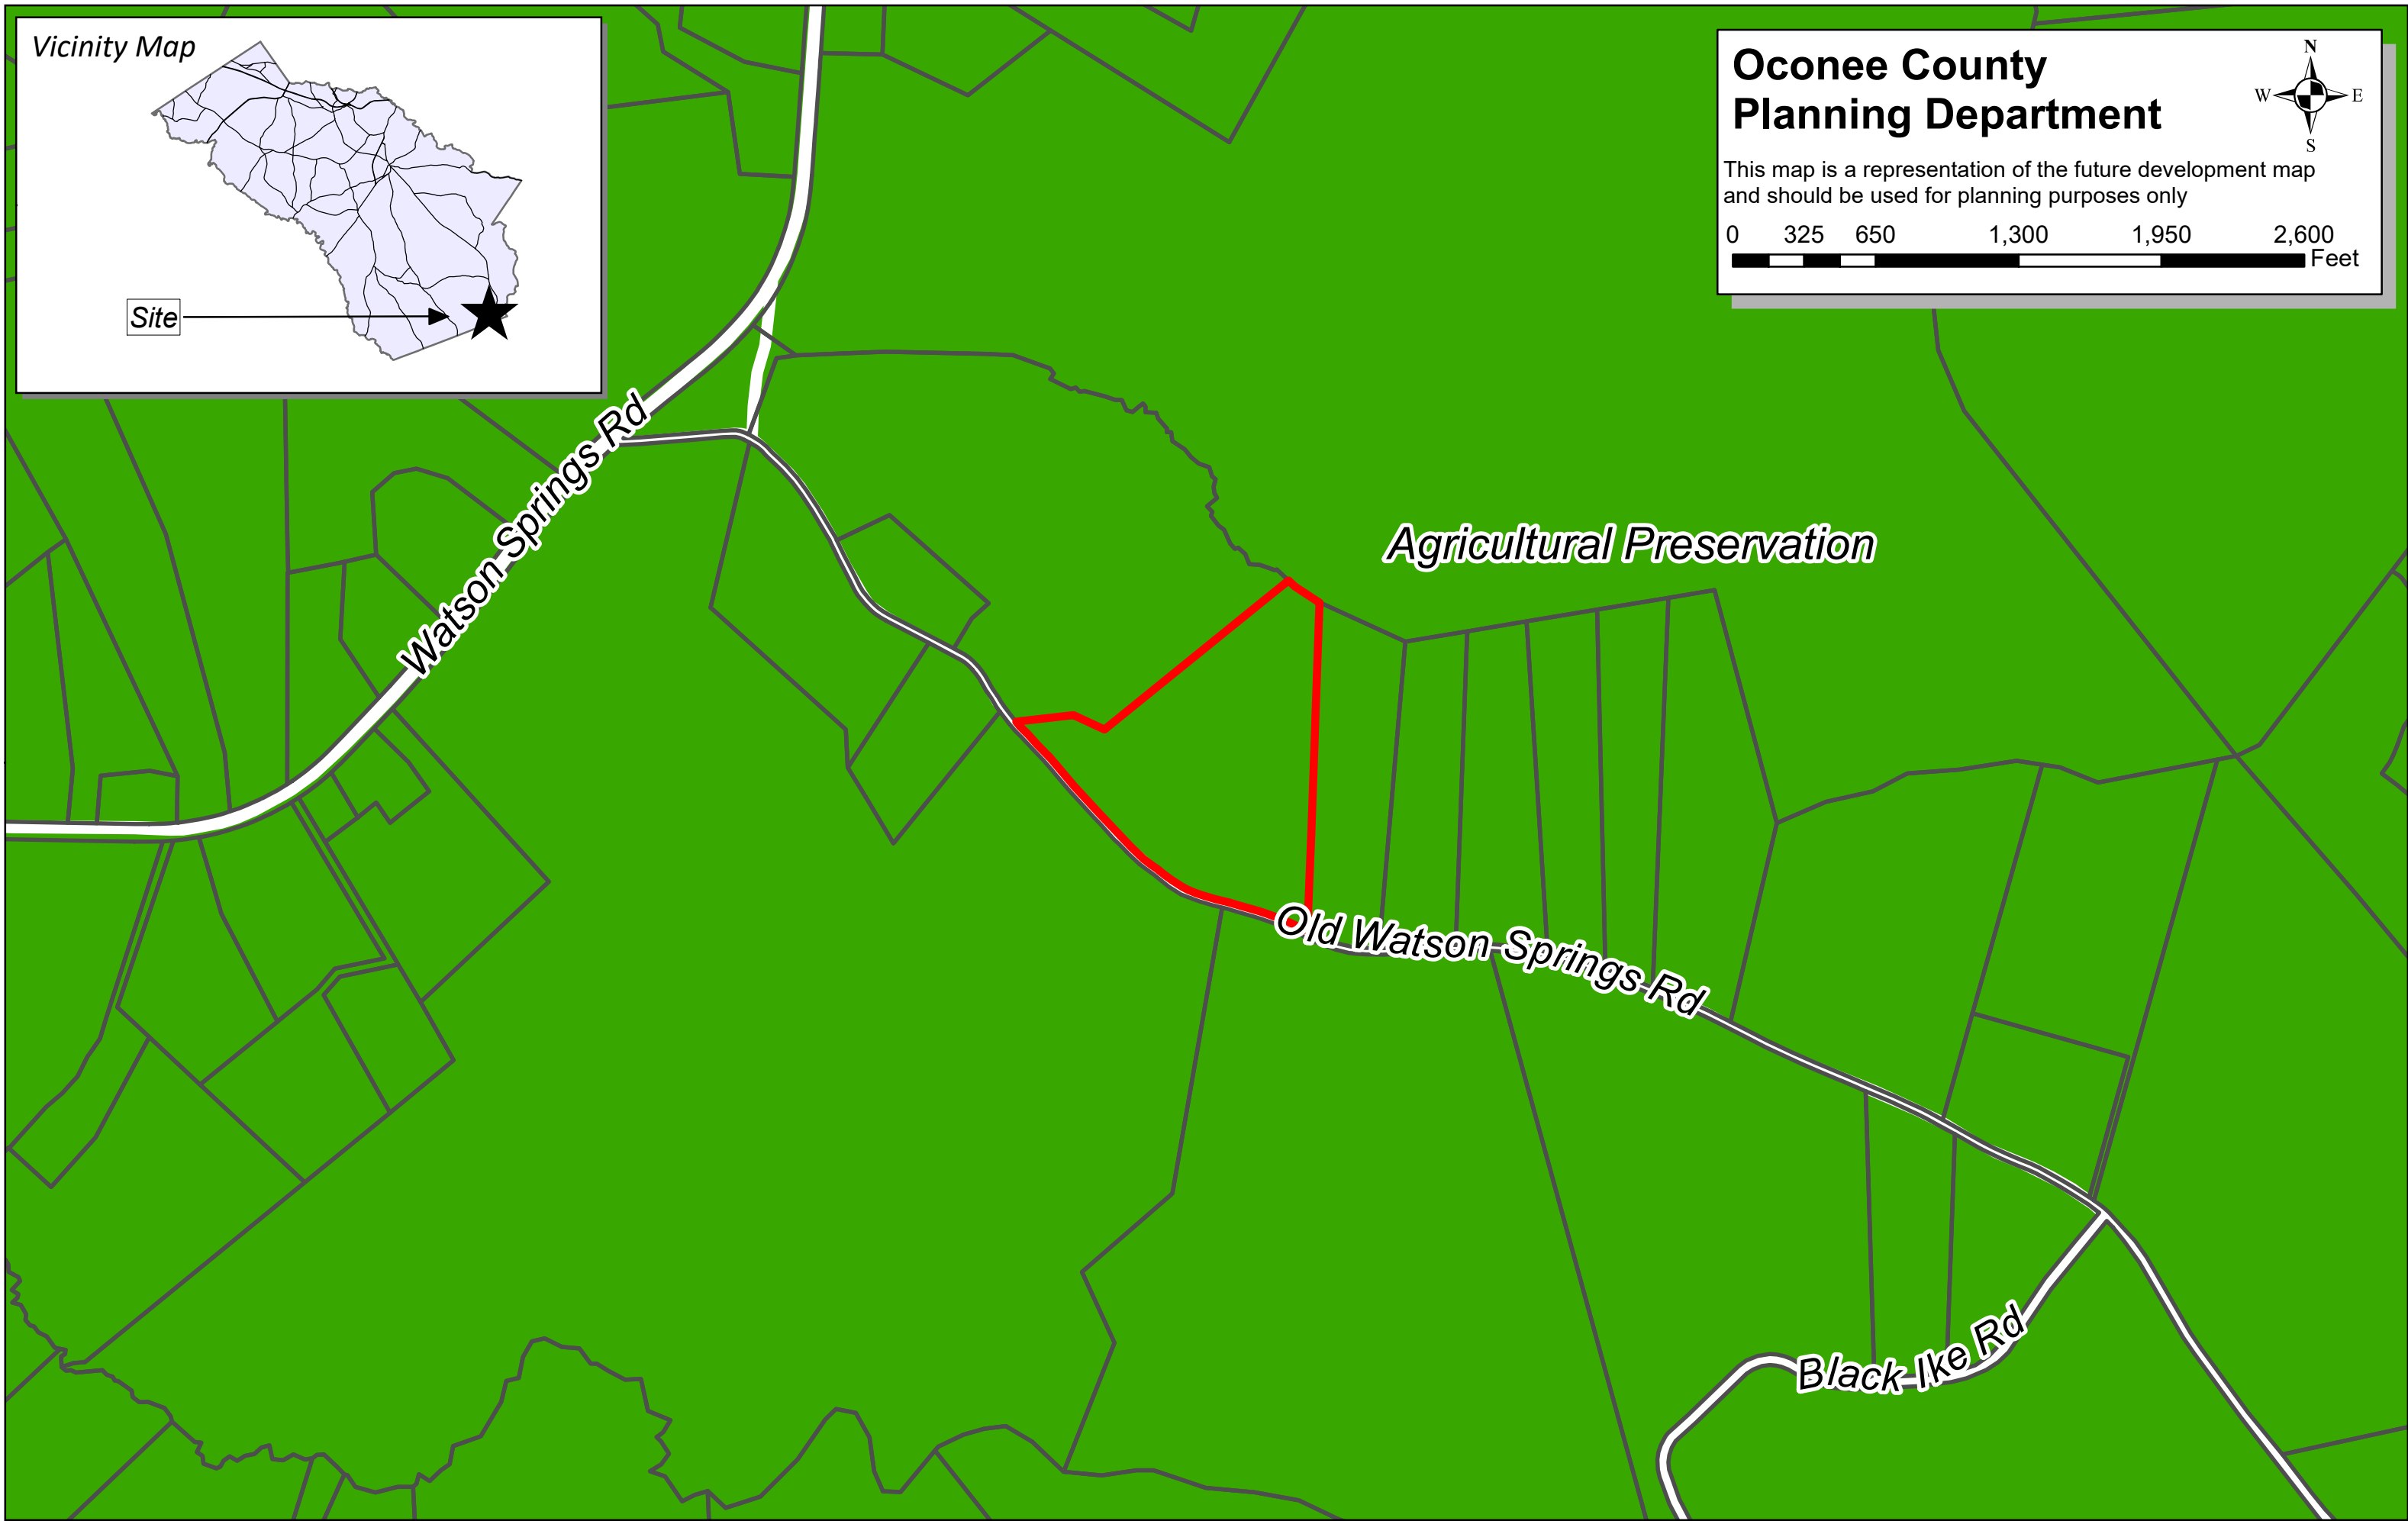 Vicinity Map
Site
Oconee County
Planning Department
N
W E
S
This map is a representation of the future development map
and should be used for planning purposes only
0 325 650 1,300 1,950 2,600
Feet
Watson Springs Rd
Agricultural Preservation
Old Watson Springs Rd
Black Ike Rd